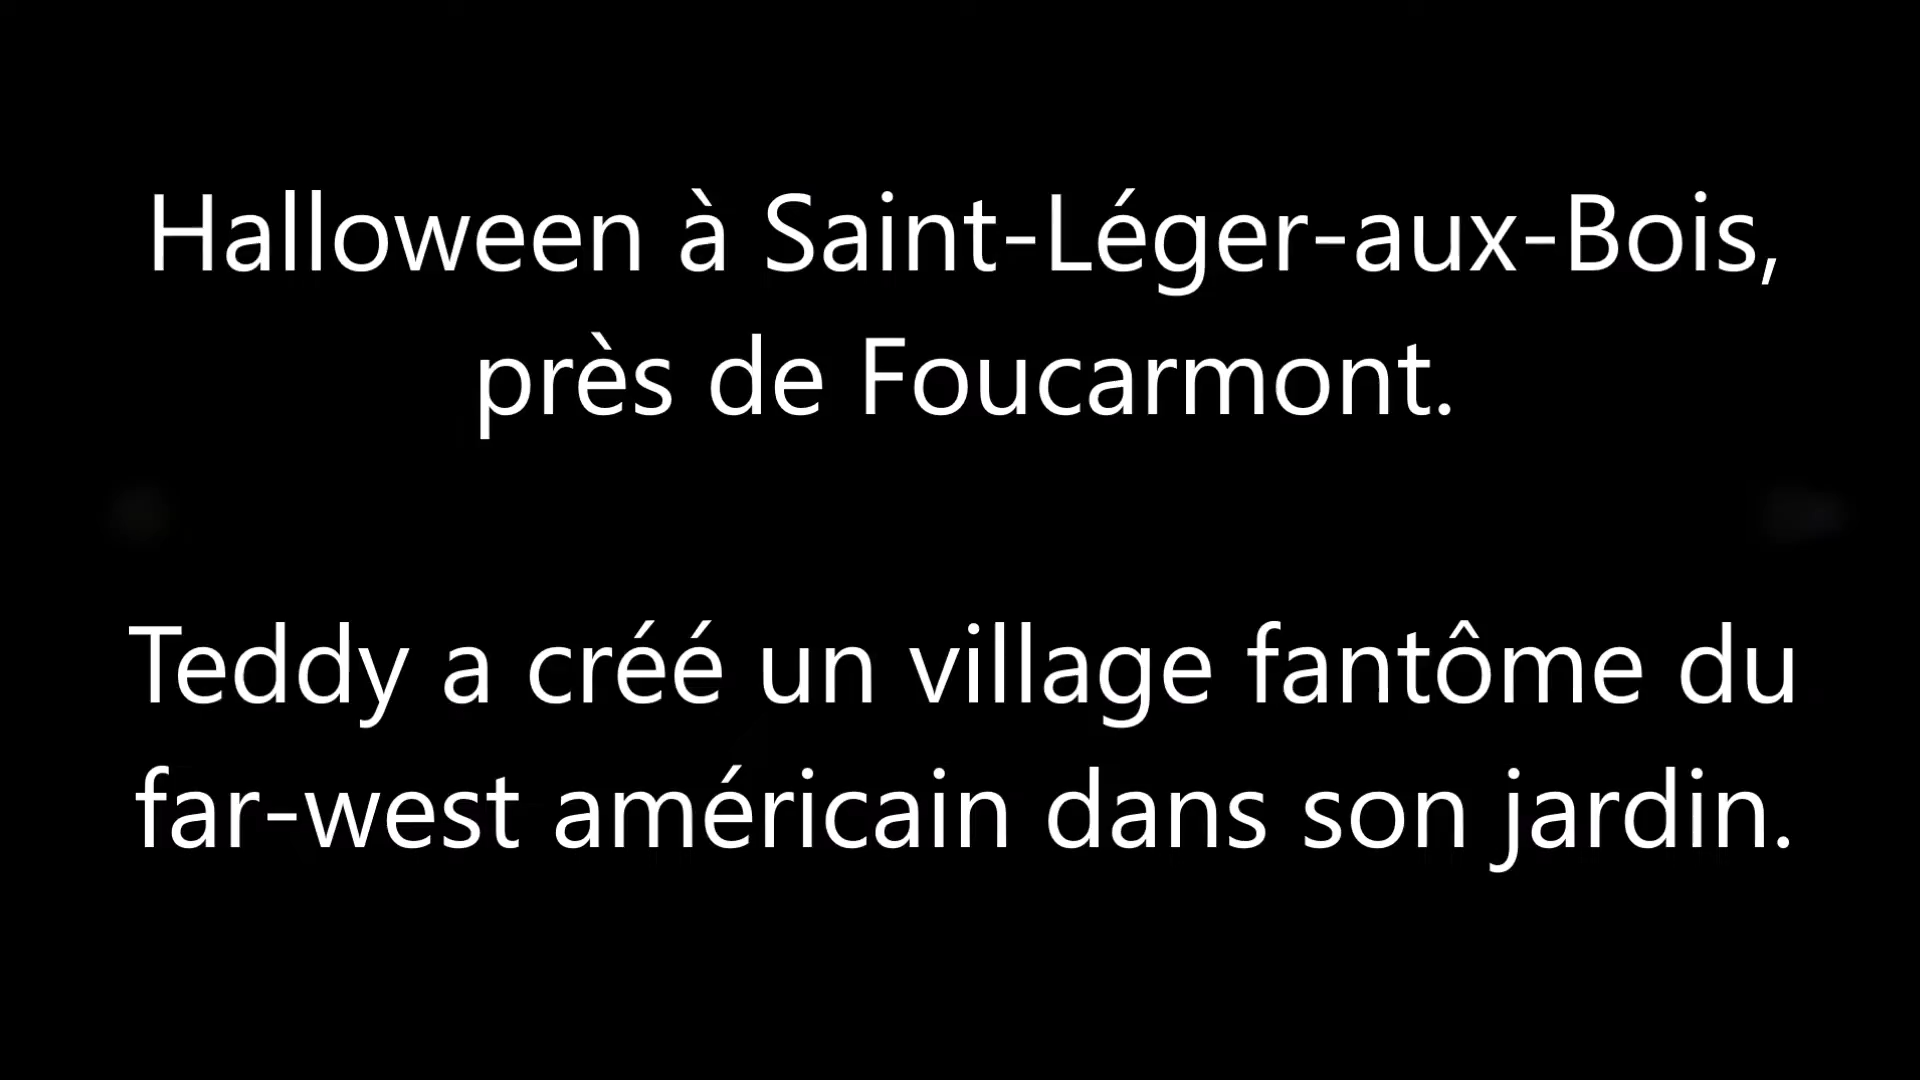 Halloween à Saint-Léger-aux-Bois,
près de Foucarmont.
Teddy a créé un village fantôme du
far-west américain dans son jardin.